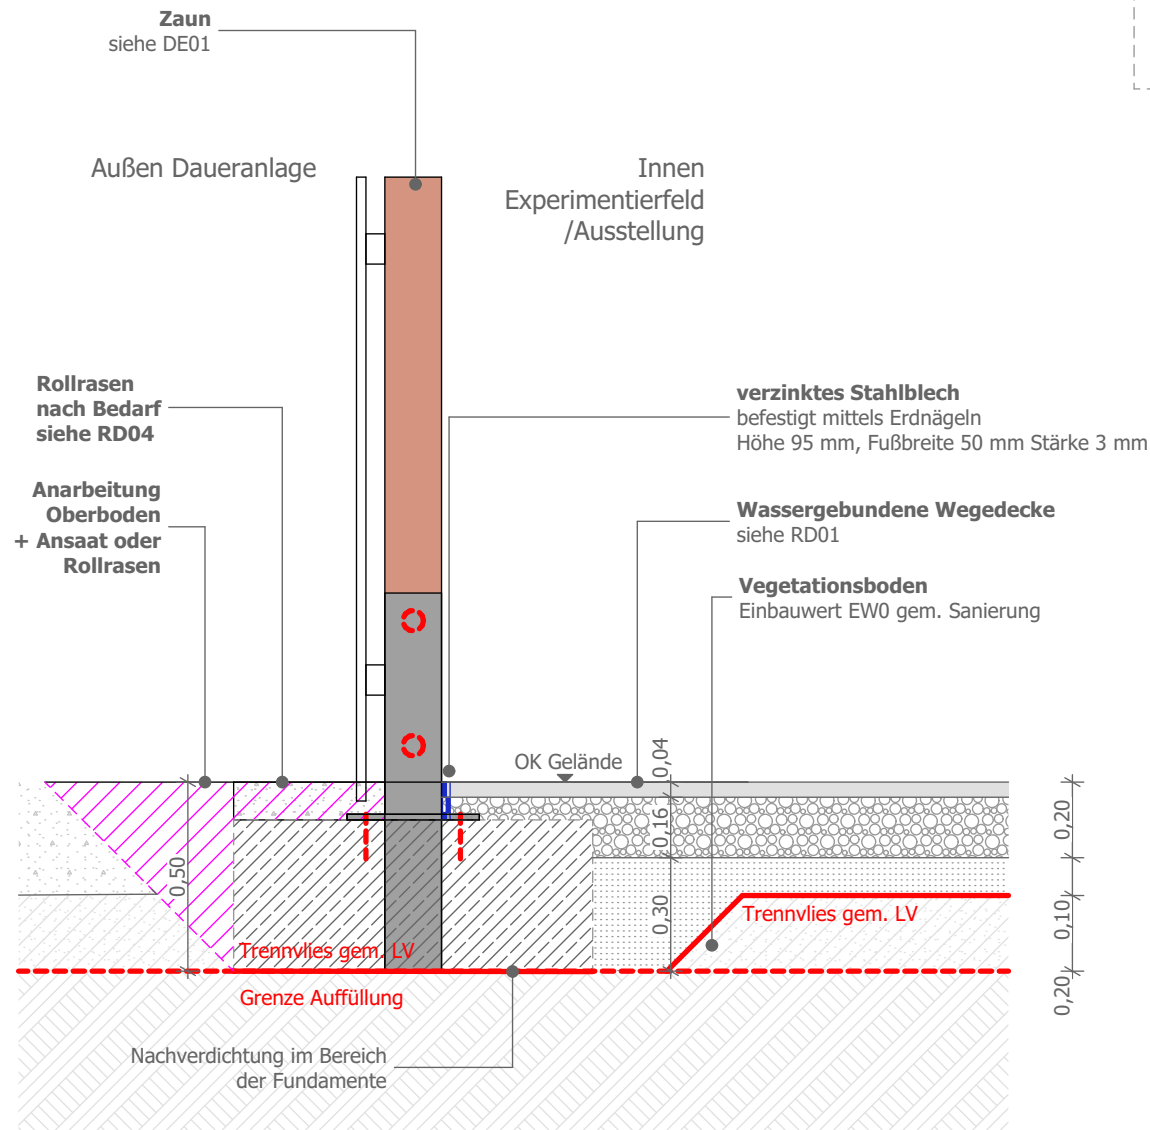 Zaun
siehe DE01
Außen Daueranlage
Innen
Experimentierfeld
/Ausstellung
Rollrasen
nach Bedarf
siehe RD04
verzinktes Stahlblech
befestigt mittels Erdnägeln
Höhe 95 mm, Fußbreite 50 mm Stärke 3 mm
Anarbeitung
Oberboden
+ Ansaat oder
Rollrasen
Wassergebundene Wegedecke
siehe RD01
Vegetationsboden
Einbauwert EW0 gem. Sanierung
OK Gelände
0,04
0,16
0,30
0,50
0,20
0,10
0,20
Trennvlies gem. LV
Trennvlies gem. LV
Grenze Auffüllung
Nachverdichtung im Bereich
der Fundamente